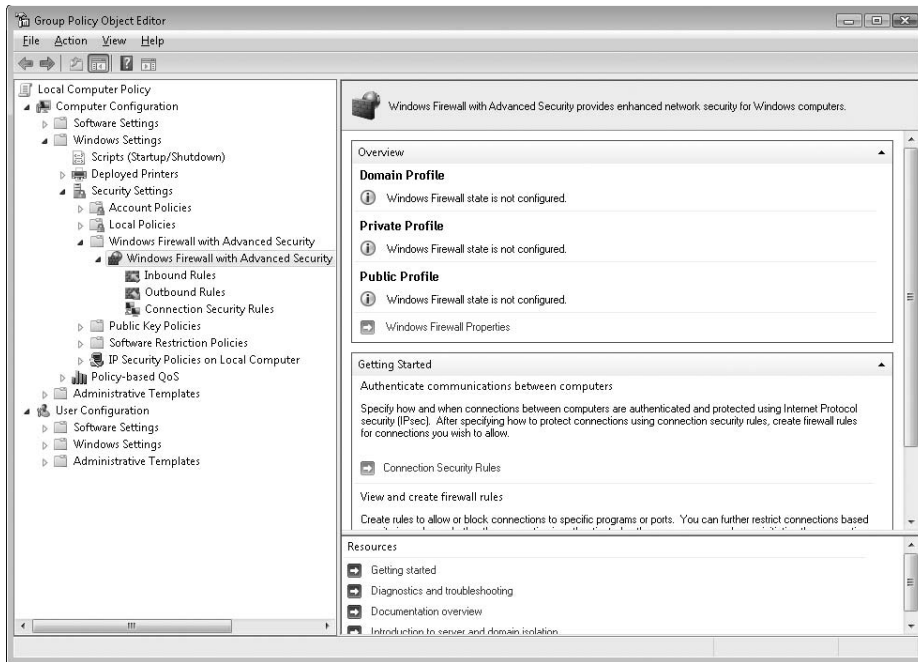 Group Policy Object Editor
File Action View Help
Local Computer Policy
Computer Configuration
Software Settings
Windows Settings
Scripts (Startup/Shutdown)
Deployed Printers
Security Settings
Account Policies
Local Policies
Windows Firewall with Advanced Security
Windows Firewall with Advanced Security
Inbound Rules
Outbound Rules
Connection Security Rules
Public Key Policies
Software Restriction Policies
IP Security Policies on Local Computer
Policy-based QoS
Administrative Templates
User Configuration
Software Settings
Windows Settings
Administrative Templates
Windows Firewall with Advanced Security provides enhanced network security for Windows computers.
Overview
Domain Profile
Windows Firewall state is not configured.
Private Profile
Windows Firewall state is not configured.
Public Profile
Windows Firewall state is not configured.
Windows Firewall Properties
Getting Started
Authenticate communications between computers
Specify how and when connections between computers are authenticated and protected using Internet Protocol
security (IPsec). After specifying how to protect connections using connection security rules, create firewall rules
for connections you wish to allow.
Connection Security Rules
View and create firewall rules
Create rules to allow or block connections to specific programs or ports. You can further restrict connections based
Resources
Getting started
Diagnostics and troubleshooting
Documentation overview
Introduction to server and domain isolation